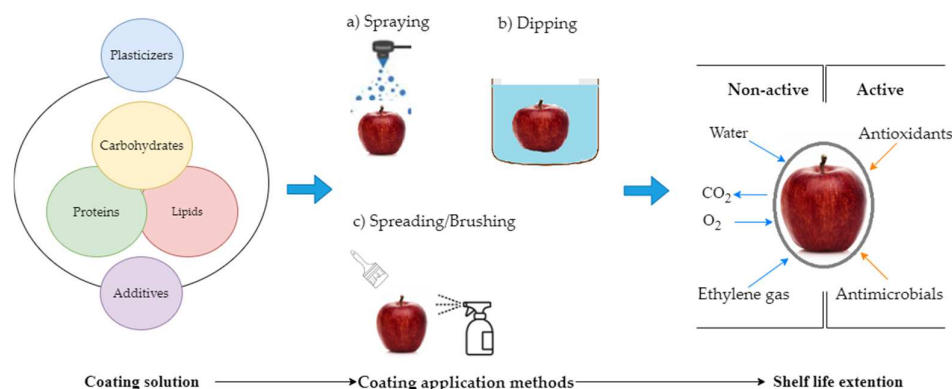 Plasticizers
Carbohydrates
Proteins
Lipids
Additives
a) Spraying
b) Dipping
c) Spreading/Brushing
Non-active
Active
Water
Antioxidants
CO2
O2
Ethylene gas
Antimicrobials
Coating solution
Coating application methods
Shelf life extention